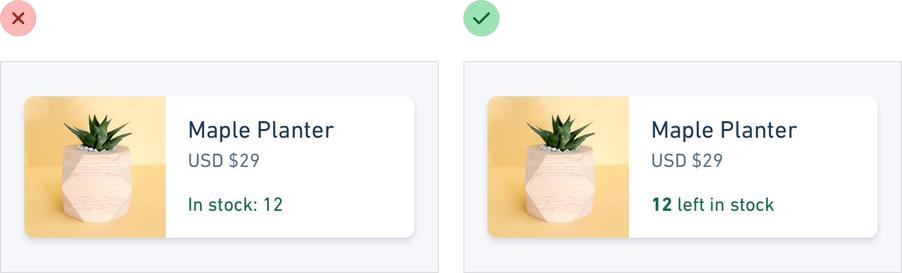 Maple Planter
USD $29
In stock: 12
Maple Planter
USD $29
12 left in stock